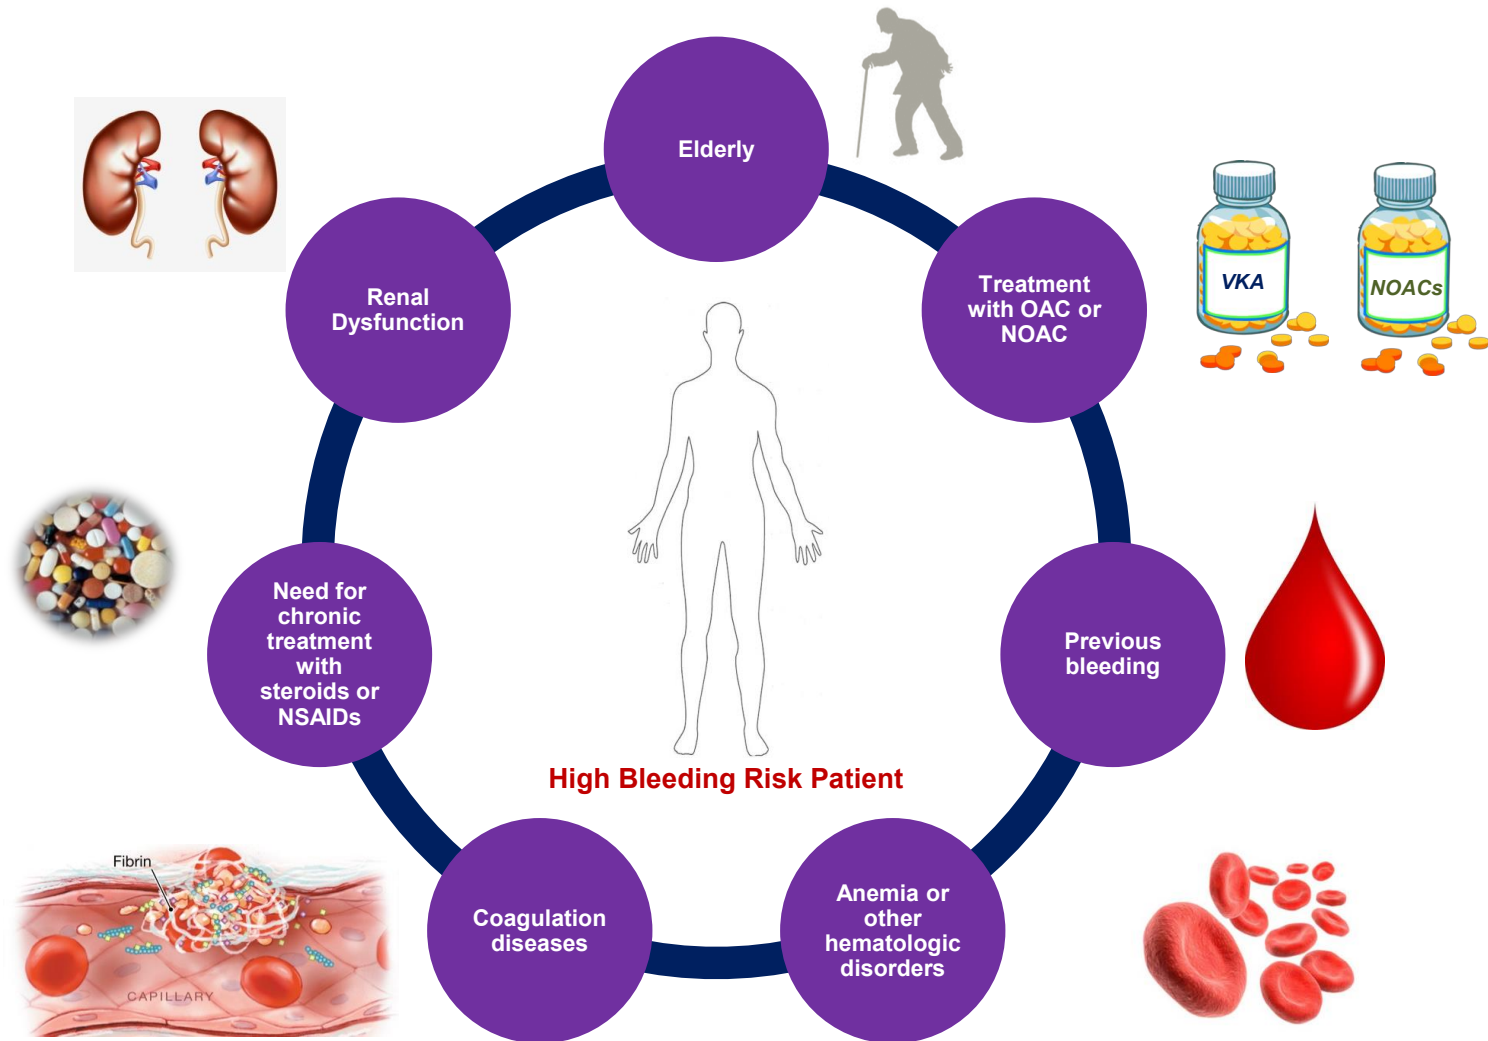 Elderly
Treatment
with OAC or
NOAC
VKA
NOACs
Renal
Dysfunction
Need for
chronic
treatment
with
steroids or
NSAIDs
Previous
bleeding
High Bleeding Risk Patient
Fibrin
CAPILLARY
Coagulation
diseases
Anemia or
other
hematologic
disorders